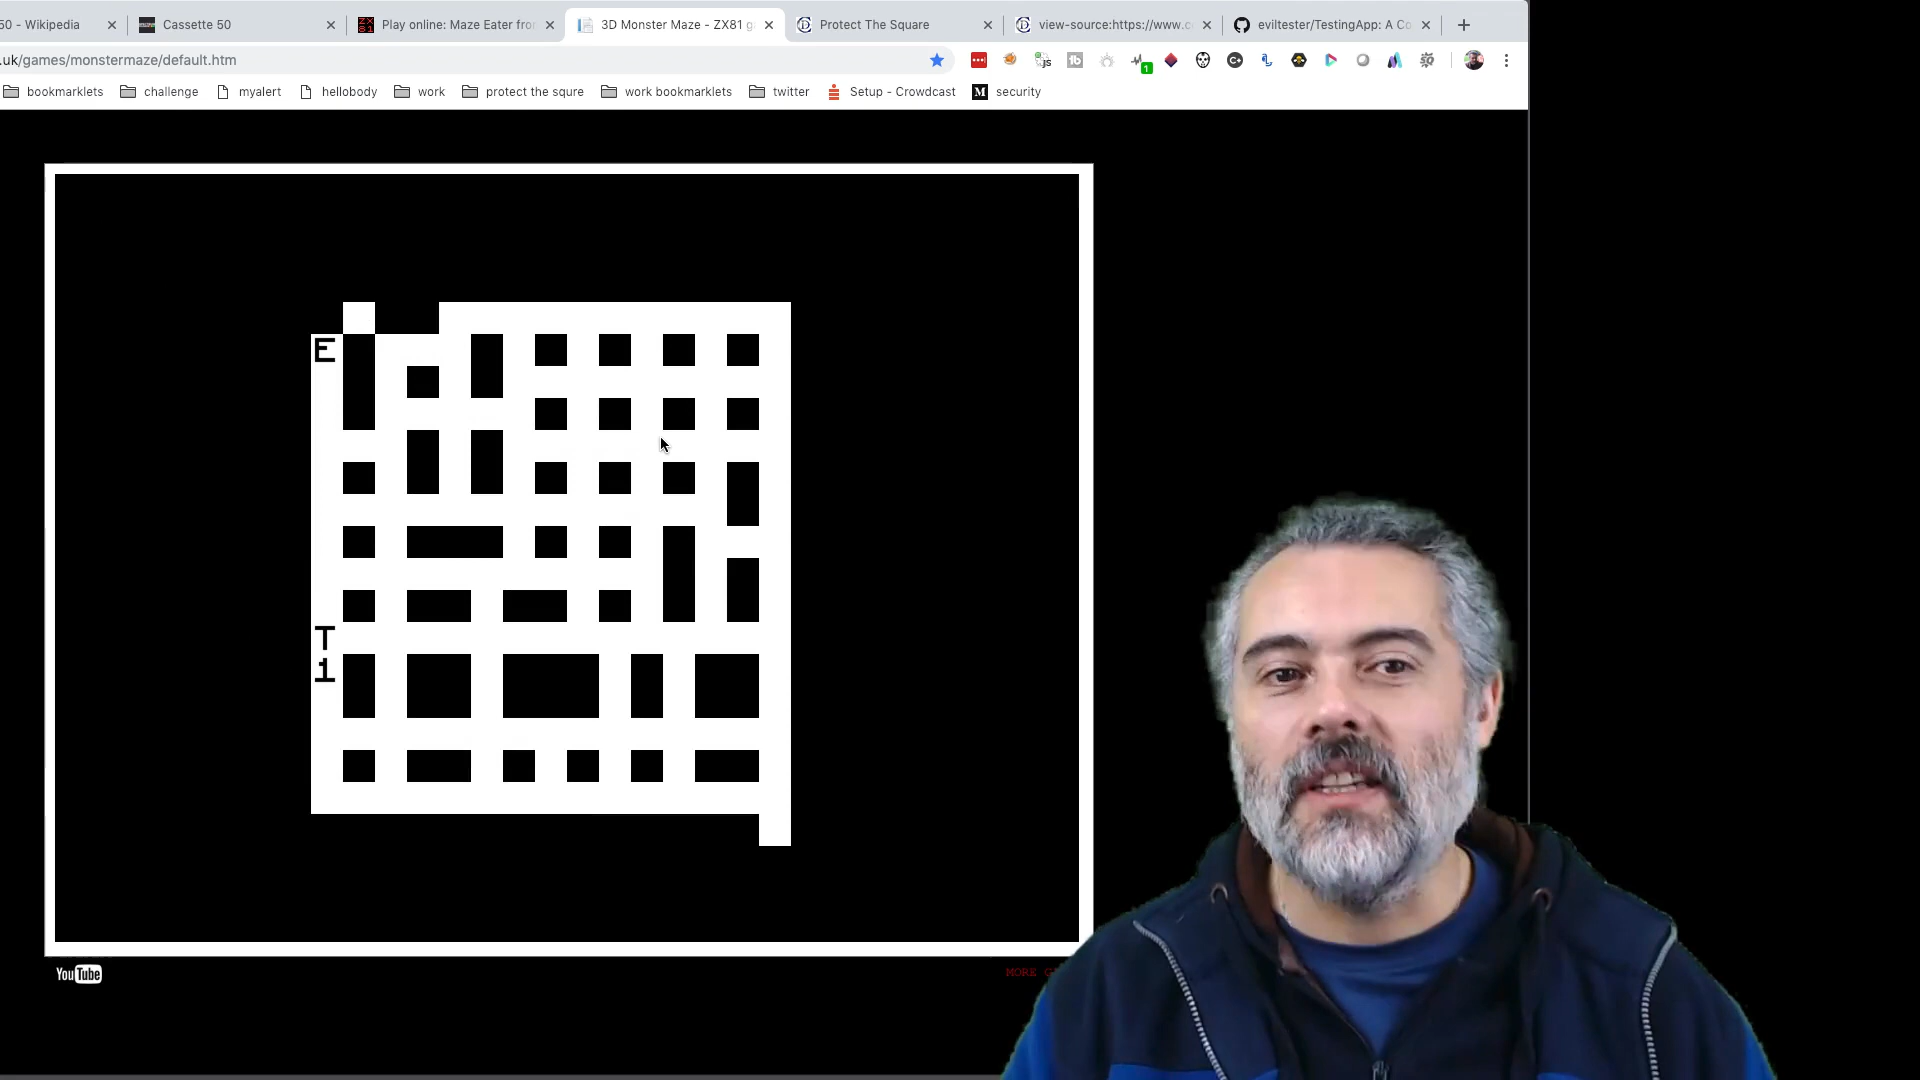 50 - Wikipedia
Cassette 50
Play online: Maze Eater fro
3D Monster Maze - ZX81 g
Protect The Square
view-source:https://www.c
eviltester/TestingApp: A Co
.uk/games/monstermaze/default.htm
bookmarklets
challenge
myalert
hellobody
work
protect the squre
work bookmarklets
twitter
Setup - Crowdcast
M
security
E
T
1
YouTube
MORE G